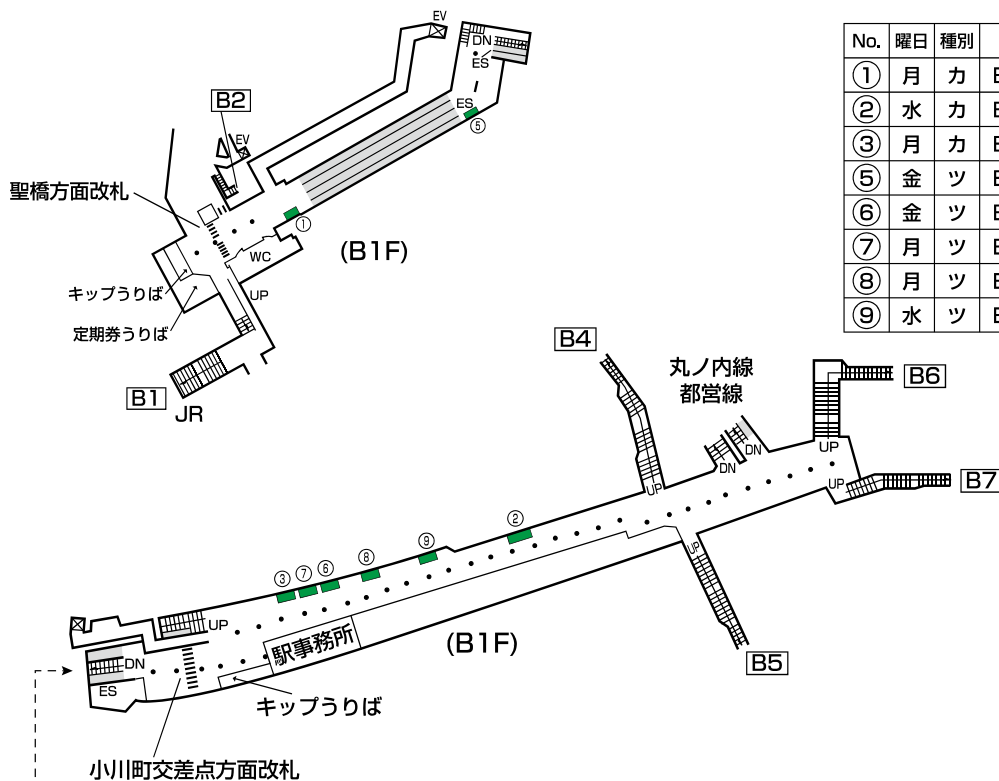 EV
DN
ES
B2
EV
ES
⑤
聖橋方面改札
①
WC
(B1F)
キップうりば
UP
定期券うりば
B1
JR
No. 曜日 種別
① 月 カ
② 水 カ
③ 月 カ
⑤ 金 ツ
⑥ 金 ツ
⑦ 月 ツ
⑧ 月 ツ
⑨ 水 ツ
B4
丸ノ内線
都営線
B6
DN
DN
UP
UP
UP
B7
②
⑨
⑧
③ ⑦ ⑥
UP
UP
駅事務所
(B1F)
B5
DN
ES
キップうりば
小川町交差点方面改札